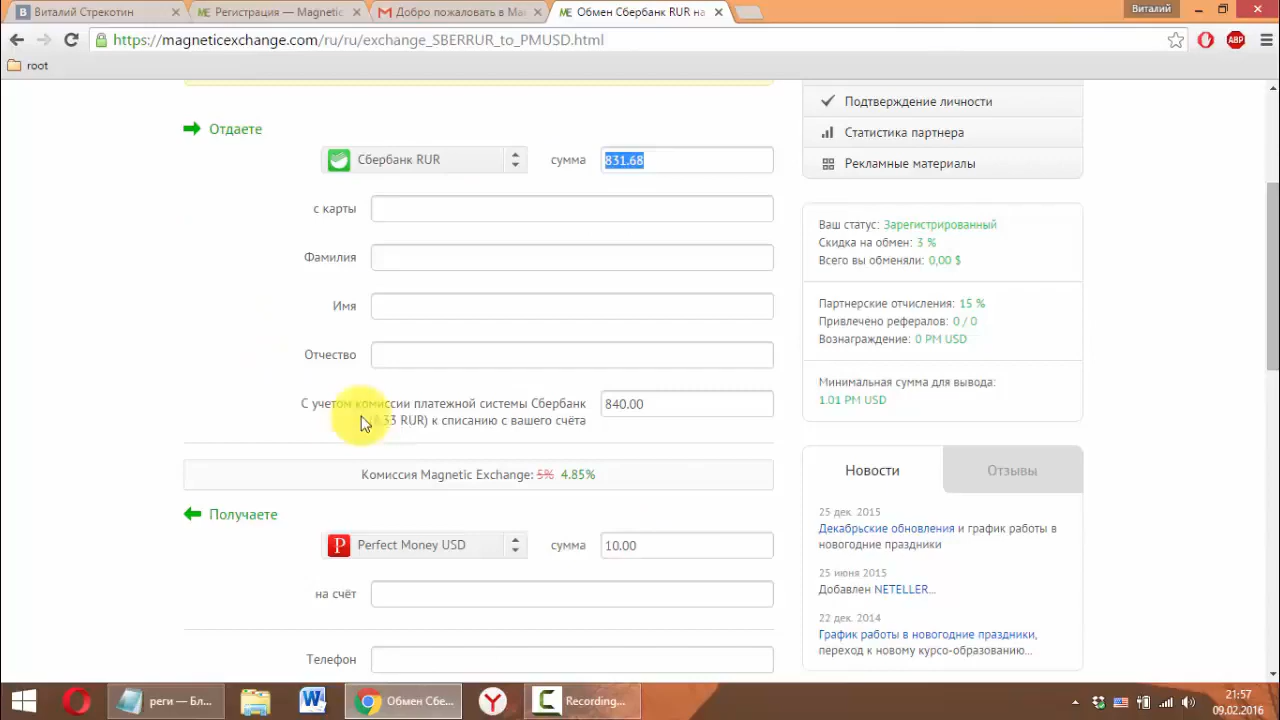 Виталий Стрекотин
Регистрация — Magnetic
Добро пожаловать в Ма
Обмен Сбербанк RUR на
Виталий
https://magneticexchange.com/ru/ru/exchange_SBERRUR_to_PMUSD.html
ABP
root
Отдаете
Сбербанк RUR
сумма
831.68
с карты
Фамилия
Имя
Отчество
С учетом комиссии платежной системы Сбербанк
33 RUR) к списанию с вашего счёта
840.00
Комиссия Magnetic Exchange: 5% 4.85%
Получаете
Perfect Money USD
сумма
10.00
на счёт
Телефон
Подтверждение личности
Статистика партнера
Рекламные материалы
Ваш статус: Зарегистрированный
Скидка на обмен: 3 %
Всего вы обменяли: 0,00 $
Партнерские отчисления: 15 %
Привлечено рефералов: 0 / 0
Вознаграждение: 0 PM USD
Минимальная сумма для вывода:
1.01 PM USD
Новости
Отзывы
25 дек. 2015
Декабрьские обновления и график работы в
новогодние праздники
25 июня 2015
Добавлен NETELLER...
22 дек. 2014
График работы в новогодние праздники,
переход к новому курсо-образованию...
реги — Бл...
Обмен Сбе...
Recording...
21:57
09.02.2016